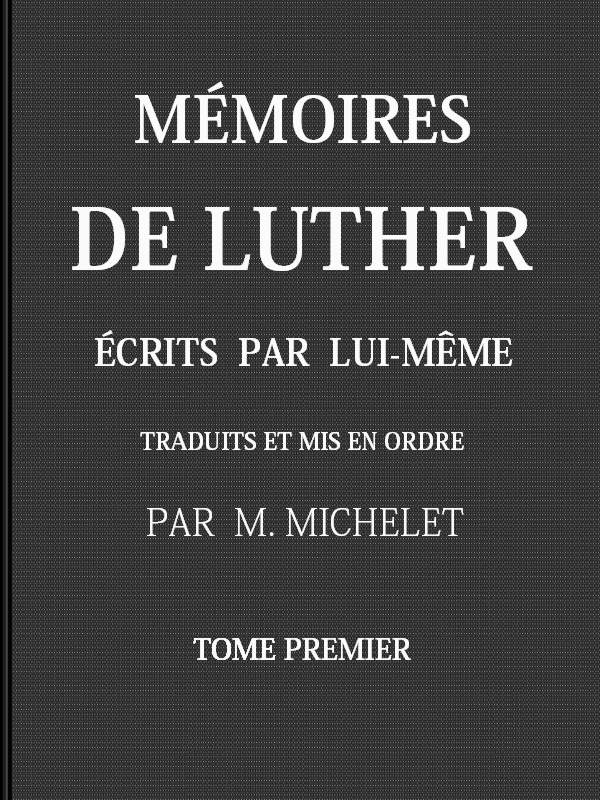 MÉMOIRES
DE LUTHER
ÉCRITS PAR LUI-MÊME
TRADUITS ET MIS EN ORDRE
PAR M. MICHELET
TOME PREMIER